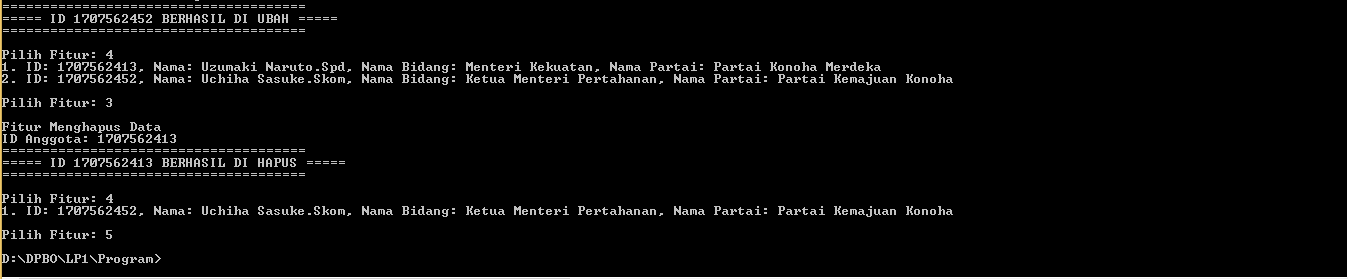 ======================================
===== ID 1707562452 BERHASIL DI UBAH =====
======================================
Pilih Fitur: 4
1. ID: 1707562413, Nama: Uzumaki Naruto.Spd, Nama Bidang: Menteri Kekuatan, Nama Partai: Partai Konoha Merdeka
2. ID: 1707562452, Nama: Uchiha Sasuke.Skom, Nama Bidang: Ketua Menteri Pertahanan, Nama Partai: Partai Kemajuan Konoha
Pilih Fitur: 3
Fitur Menghapus Data
ID Anggota: 1707562413
======================================
===== ID 1707562413 BERHASIL DI HAPUS =====
======================================
Pilih Fitur: 4
1. ID: 1707562452, Nama: Uchiha Sasuke.Skom, Nama Bidang: Ketua Menteri Pertahanan, Nama Partai: Partai Kemajuan Konoha
Pilih Fitur: 5
D:\DPBO\LP1\Program>